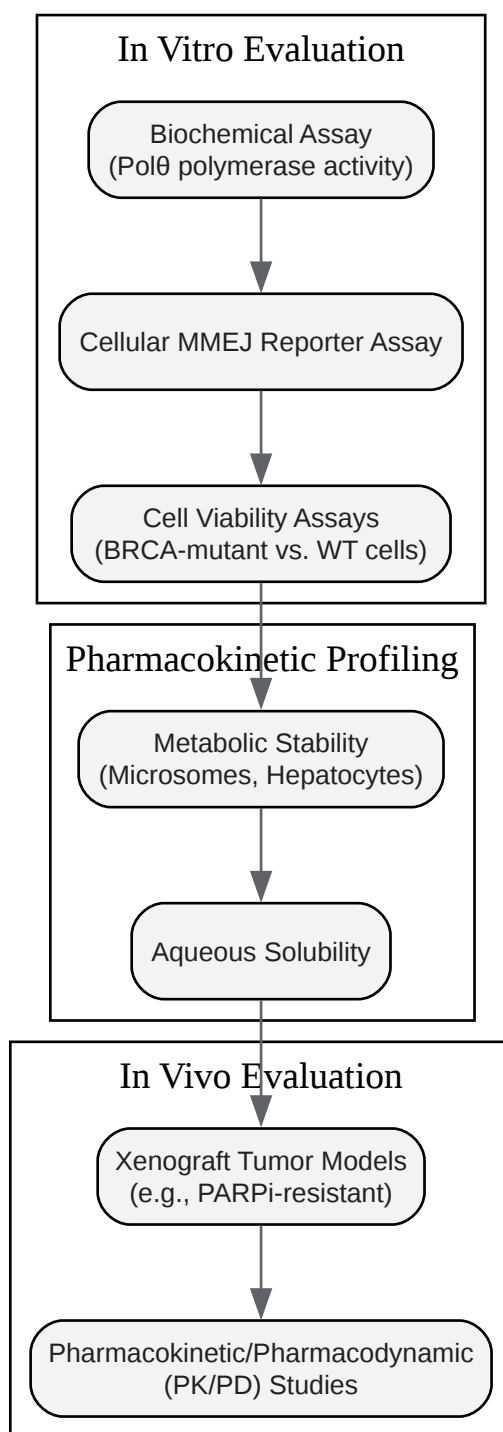 In Vitro Evaluation
Biochemical Assay
(Polθ polymerase activity)
Cellular MMEJ Reporter Assay
Cell Viability Assays
(BRCA-mutant vs. WT cells)
Pharmacokinetic Profiling
Metabolic Stability
(Microsomes, Hepatocytes)
Aqueous Solubility
In Vivo Evaluation
Xenograft Tumor Models
(e.g., PARPi-resistant)
Pharmacokinetic/Pharmacodynamic
(PK/PD) Studies